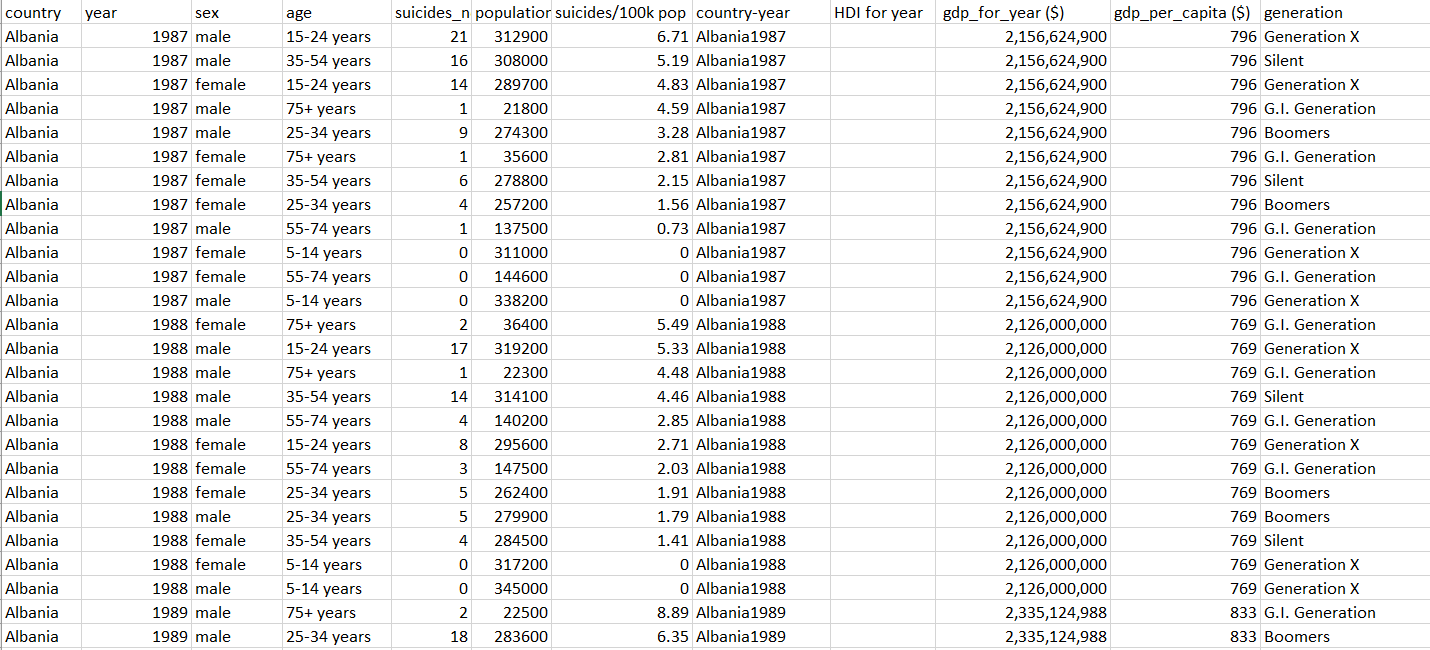 country year sex age suicides_n population suicides/100k pop country-year HDI for year gdp_for_year ($) gdp_per_capita ($) generation
Albania 1987 male 15-24 years 21 312900 6.71 Albania1987 2,156,624,900 796 Generation X
Albania 1987 male 35-54 years 16 308000 5.19 Albania1987 2,156,624,900 796 Silent
Albania 1987 female 15-24 years 14 289700 4.83 Albania1987 2,156,624,900 796 Generation X
Albania 1987 male 75+ years 1 21800 4.59 Albania1987 2,156,624,900 796 G.I. Generation
Albania 1987 male 25-34 years 9 274300 3.28 Albania1987 2,156,624,900 796 Boomers
Albania 1987 female 75+ years 1 35600 2.81 Albania1987 2,156,624,900 796 G.I. Generation
Albania 1987 female 35-54 years 6 278800 2.15 Albania1987 2,156,624,900 796 Silent
Albania 1987 female 25-34 years 4 257200 1.56 Albania1987 2,156,624,900 796 Boomers
Albania 1987 male 55-74 years 1 137500 0.73 Albania1987 2,156,624,900 796 G.I. Generation
Albania 1987 female 5-14 years 0 311000 0 Albania1987 2,156,624,900 796 Generation X
Albania 1987 female 55-74 years 0 144600 0 Albania1987 2,156,624,900 796 G.I. Generation
Albania 1987 male 5-14 years 0 338200 0 Albania1987 2,156,624,900 796 Generation X
Albania 1988 female 75+ years 2 36400 5.49 Albania1988 2,126,000,000 769 G.I. Generation
Albania 1988 male 15-24 years 17 319200 5.33 Albania1988 2,126,000,000 769 Generation X
Albania 1988 male 75+ years 1 22300 4.48 Albania1988 2,126,000,000 769 G.I. Generation
Albania 1988 male 35-54 years 14 314100 4.46 Albania1988 2,126,000,000 769 Silent
Albania 1988 male 55-74 years 4 140200 2.85 Albania1988 2,126,000,000 769 G.I. Generation
Albania 1988 female 15-24 years 8 295600 2.71 Albania1988 2,126,000,000 769 Generation X
Albania 1988 female 55-74 years 3 147500 2.03 Albania1988 2,126,000,000 769 G.I. Generation
Albania 1988 female 25-34 years 5 262400 1.91 Albania1988 2,126,000,000 769 Boomers
Albania 1988 male 25-34 years 5 279900 1.79 Albania1988 2,126,000,000 769 Boomers
Albania 1988 female 35-54 years 4 284500 1.41 Albania1988 2,126,000,000 769 Silent
Albania 1988 female 5-14 years 0 317200 0 Albania1988 2,126,000,000 769 Generation X
Albania 1988 male 5-14 years 0 345000 0 Albania1988 2,126,000,000 769 Generation X
Albania 1989 male 75+ years 2 22500 8.89 Albania1989 2,335,124,988 833 G.I. Generation
Albania 1989 male 25-34 years 18 283600 6.35 Albania1989 2,335,124,988 833 Boomers